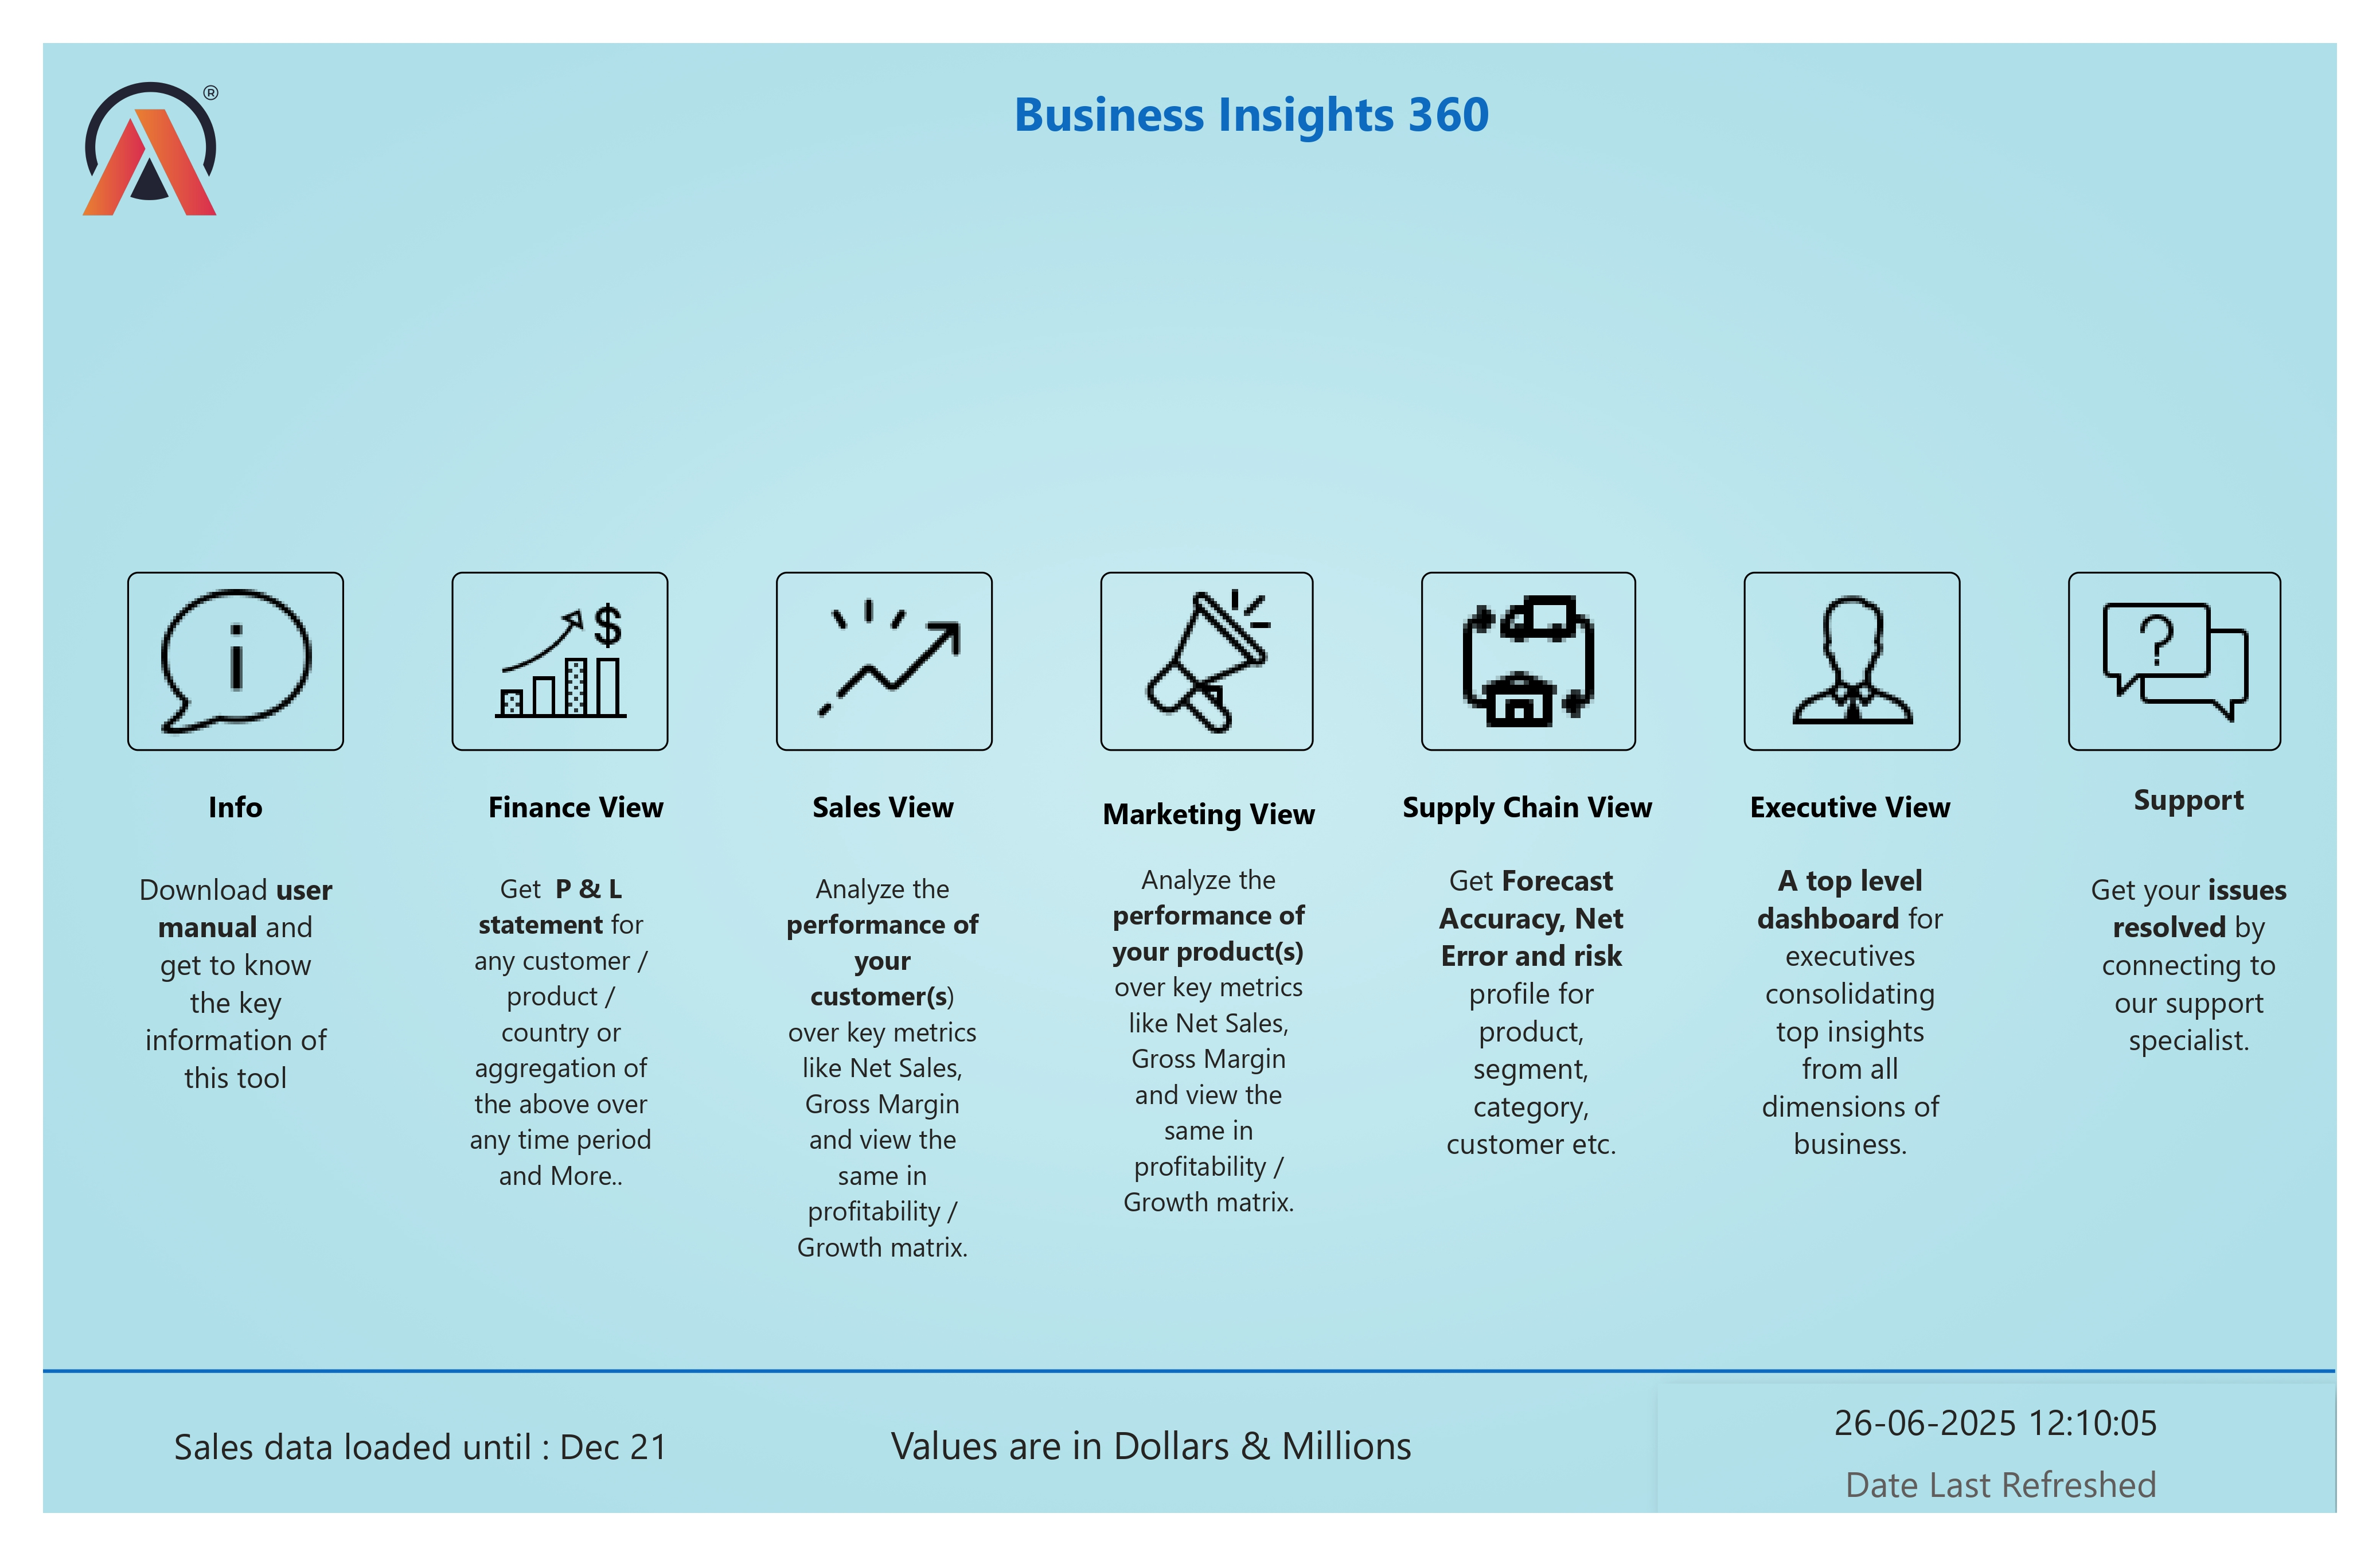 ®
Business Insights 360
i
$
?
Info
Finance View
Sales View
Marketing View
Supply Chain View
Executive View
Support
Download user
manual and
get to know
the key
information of
this tool
Get  P & L
statement for
any customer /
product /
country or
aggregation of
the above over
any time period
and More..
Analyze the
performance of
your
customer(s)
over key metrics
like Net Sales,
Gross Margin
and view the
same in
profitability /
Growth matrix.
Analyze the
performance of
your product(s)
over key metrics
like Net Sales,
Gross Margin
and view the
same in
profitability /
Growth matrix.
Get Forecast
Accuracy, Net
Error and risk
profile for
product,
segment,
category,
customer etc.
A top level
dashboard for
executives
consolidating
top insights
from all
dimensions of
business.
Get your issues
resolved by
connecting to
our support
specialist.
Sales data loaded until : Dec 21
Values are in Dollars & Millions
26-06-2025 12:10:05
Date Last Refreshed